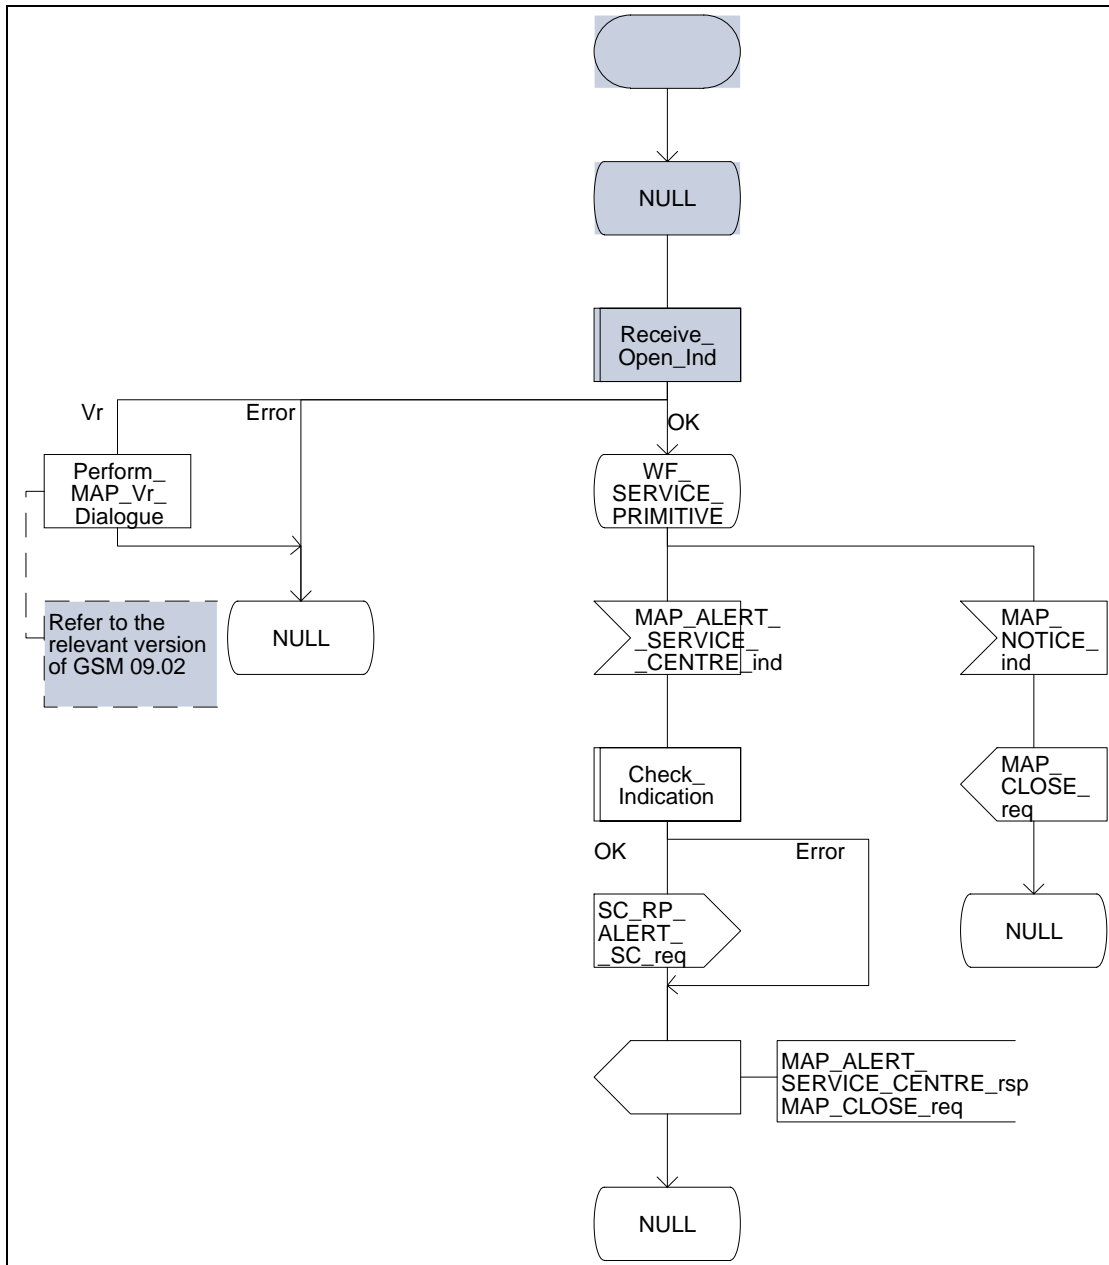 NULL
Receive_
Open_Ind
Vr
Error
OK
Perform_
MAP_Vr_
Dialogue
WF_
SERVICE_
PRIMITIVE
Refer to the
relevant version
of GSM 09.02
NULL
MAP_ALERT_
_SERVICE_
_CENTRE_ind
MAP_
NOTICE_
ind
Check_
Indication
MAP_
CLOSE_
req
OK
Error
SC_RP_
ALERT_
_SC_req
NULL
MAP_ALERT_
SERVICE_CENTRE_rsp
MAP_CLOSE_req
NULL